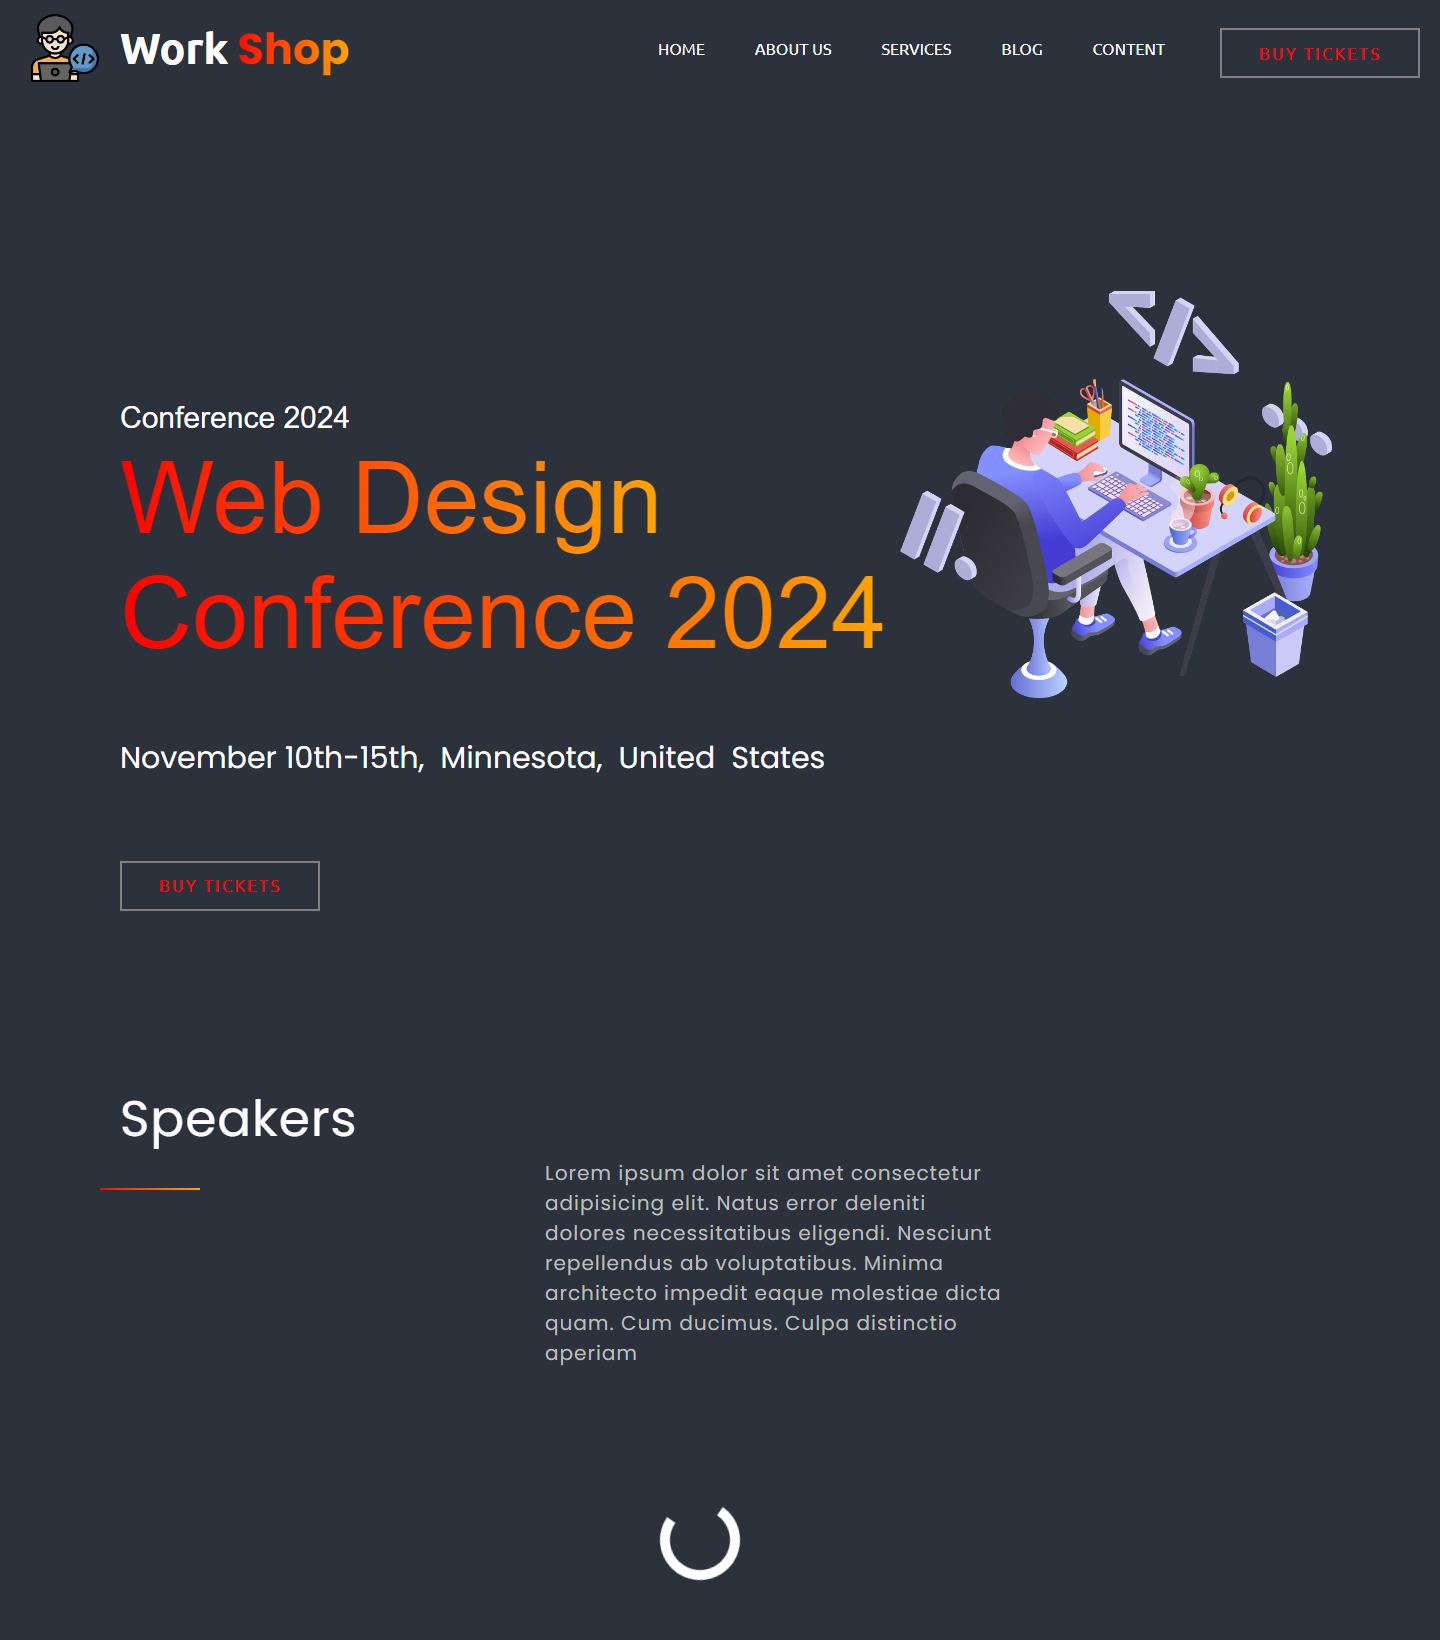 Work Shop
HOME
ABOUT US
SERVICES
BLOG
CONTENT
BUY TICKETS
Conference 2024
Web Design
Conference 2024
November 10th-15th, Minnesota, United States
BUY TICKETS
Speakers
Lorem ipsum dolor sit amet consectetur
adipisicing elit. Natus error deleniti
dolores necessitatibus eligendi. Nesciunt
repellendus ab voluptatibus. Minima
architecto impedit eaque molestiae dicta
quam. Cum ducimus. Culpa distinctio
aperiam